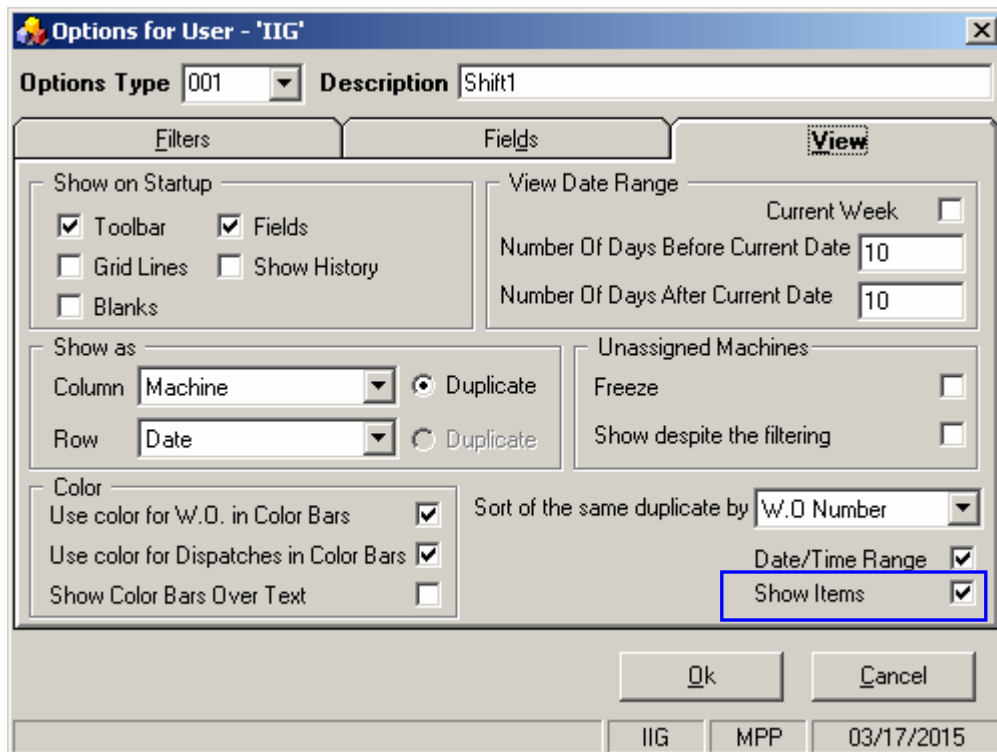 Options for User - 'IIG'
Options Type 001 Description Shift1
Filters Fields View
Show on Startup
Toolbar Fields
Grid Lines Show History
Blanks
View Date Range
Current Week
Number Of Days Before Current Date 10
Number Of Days After Current Date 10
Show as
Column Machine Duplicate
Row Date Duplicate
Unassigned Machines
Freeze
Show despite the filtering
Color
Use color for W.O. in Color Bars
Use color for Dispatches in Color Bars
Show Color Bars Over Text
Sort of the same duplicate by W.O Number
Date/Time Range
Show Items
Ok Cancel
IIG MPP 03/17/2015